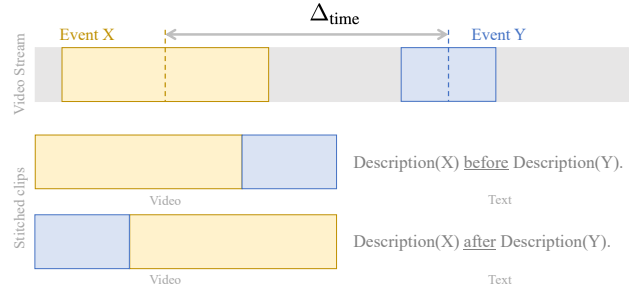 Δtime
Event X
Event Y
Video Stream
Stitched clips
Description(X) before Description(Y).
Video
Text
Description(X) after Description(Y).
Video
Text